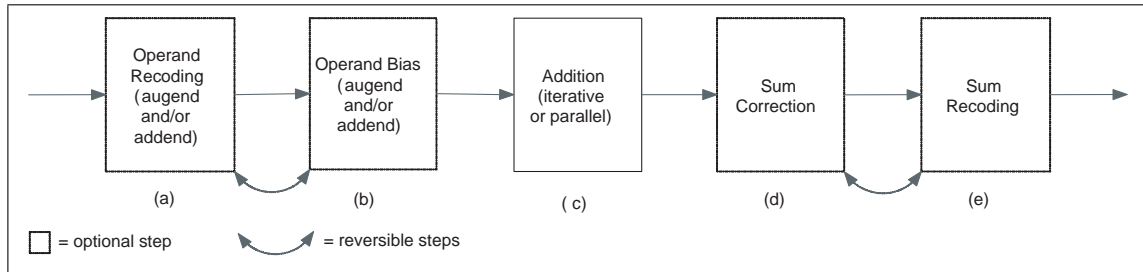 Operand
Recoding
(augend
and/or
addend)
Operand Bias
(augend
and/or
addend)
Addition
(iterative
or parallel)
Sum
Correction
Sum
Recoding
(a)
(b)
( c)
(d)
(e)
= optional step
= reversible steps